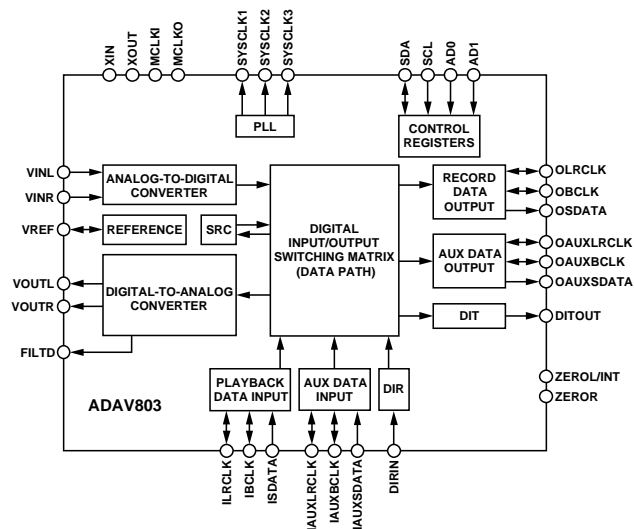 XIN
XOUT
MCLKI
MCLKO
SYSCLK1
SYSCLK2
SYSCLK3
SDA
SCL
AD0
AD1
PLL
CONTROL
REGISTERS
VINL
VINR
ANALOG-TO-DIGITAL
CONVERTER
VREF
REFERENCE
SRC
DIGITAL
INPUT/OUTPUT
SWITCHING MATRIX
(DATA PATH)
RECORD
DATA
OUTPUT
OLRCLK
OBCLK
OSDATA
VOUTL
VOUTR
FILTD
DIGITAL-TO-ANALOG
CONVERTER
AUX DATA
OUTPUT
OAUXLRCLK
OAUXBCLK
OAUXSDATA
DIT
DITOUT
PLAYBACK
DATA INPUT
AUX DATA
INPUT
DIR
ZEROL/INT
ZEROR
ADAV803
ILRCLK
IBCLK
ISDATA
IAUXLRCLK
IAUXBCLK
IAUXSDATA
DIRIN